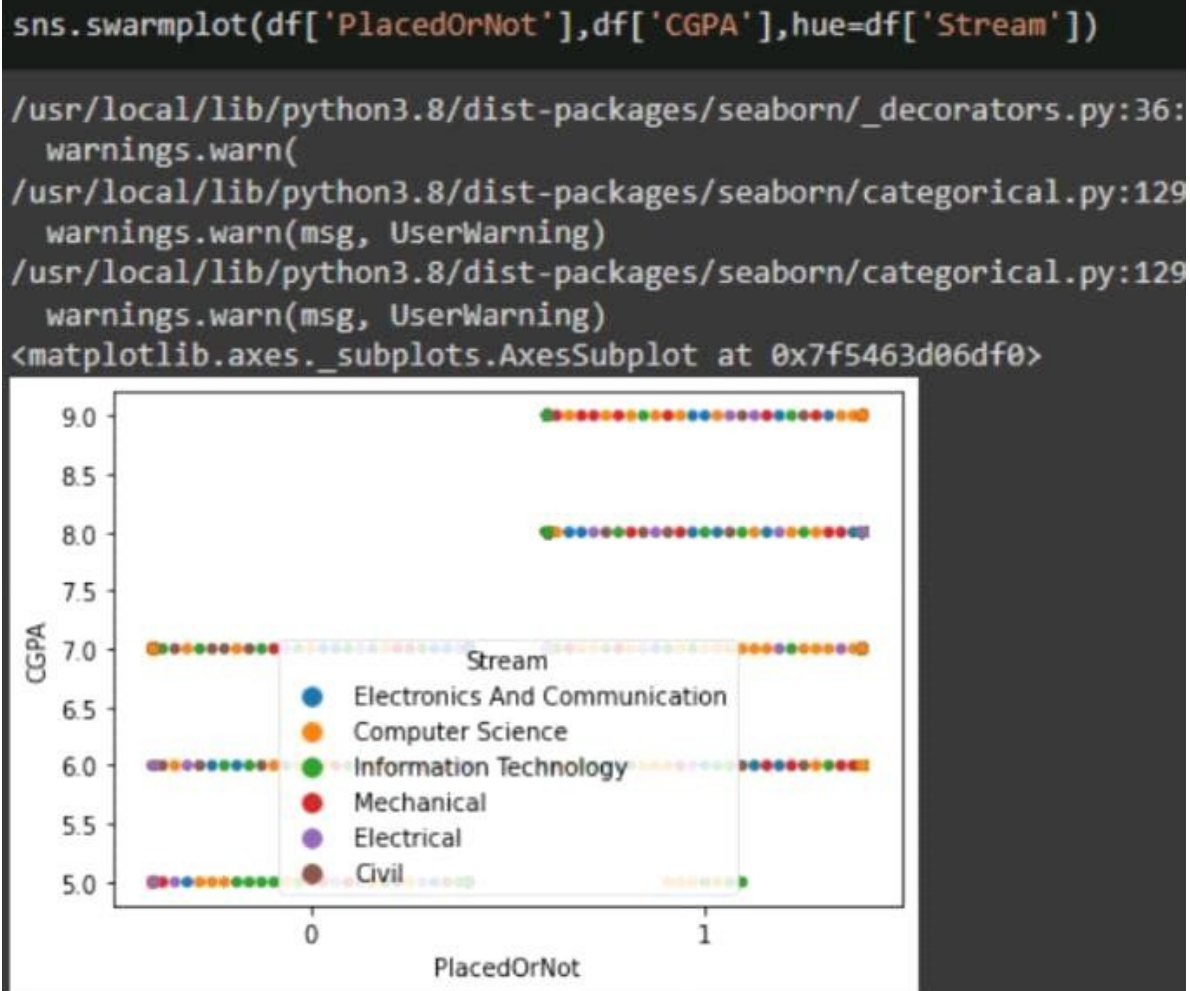 sns.swarmplot(df['PlacedOrNot'],df['CGPA'],hue=df['Stream'])
/usr/local/lib/python3.8/dist-packages/seaborn/_decorators.py:36:
warnings.warn(
/usr/local/lib/python3.8/dist-packages/seaborn/categorical.py:129
warnings.warn(msg, UserWarning)
/usr/local/lib/python3.8/dist-packages/seaborn/categorical.py:129
warnings.warn(msg, UserWarning)
<matplotlib.axes._subplots.AxesSubplot at 0x7f5463d06df0>
9.0
8.5
8.0
7.5
7.0
6.5
6.0
5.5
5.0
CGPA
Stream
Electronics And Communication
Computer Science
Information Technology
Mechanical
Electrical
Civil
0 1
PlacedOrNot